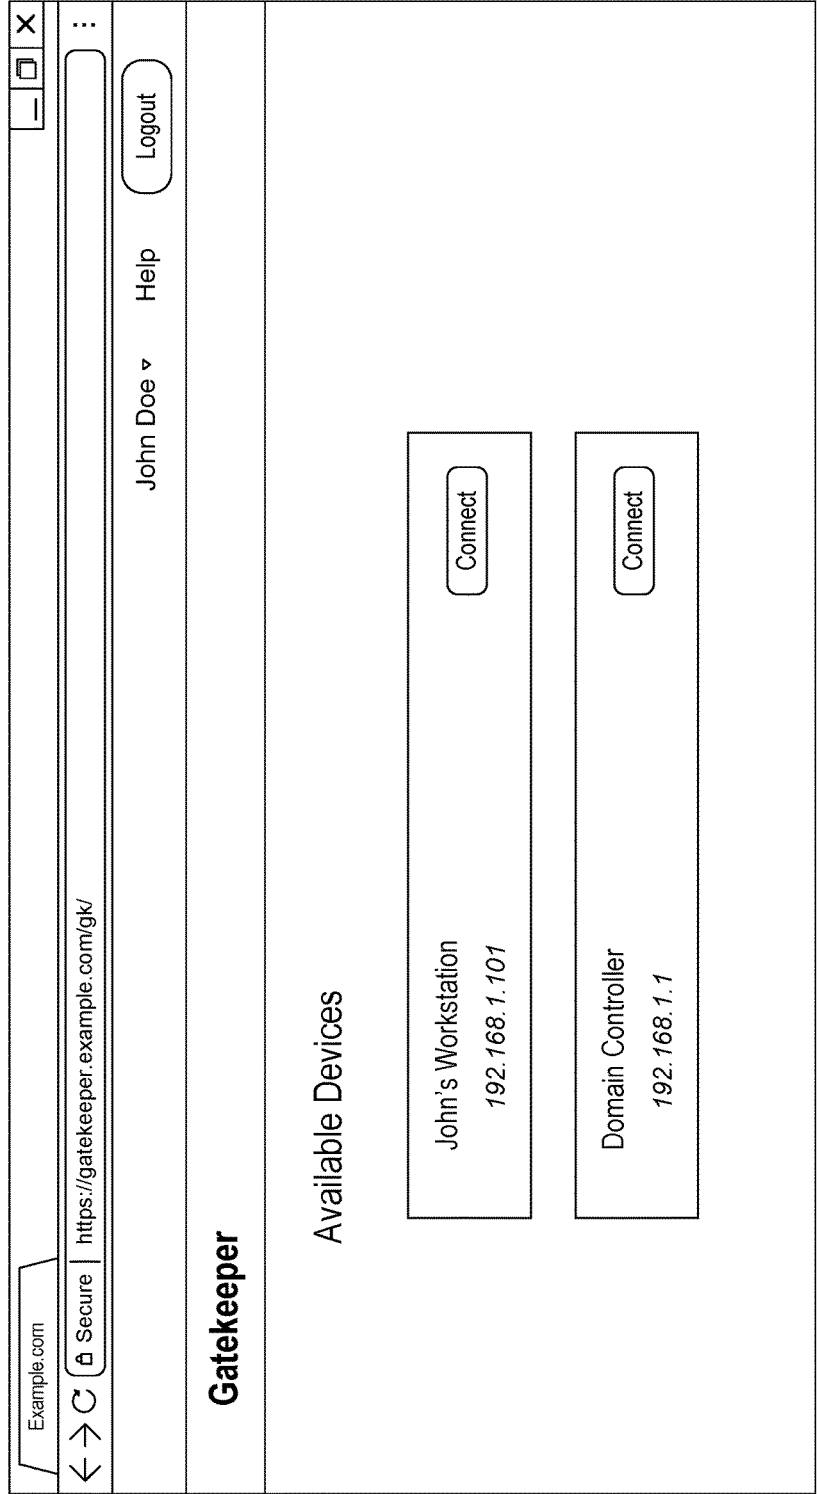 Example.com
Secure | https://gatekeeper.example.com/gk/
John Doe Help Logout
Gatekeeper
Available Devices
John's Workstation
192.168.1.101
Connect
Domain Controller
192.168.1.1
Connect